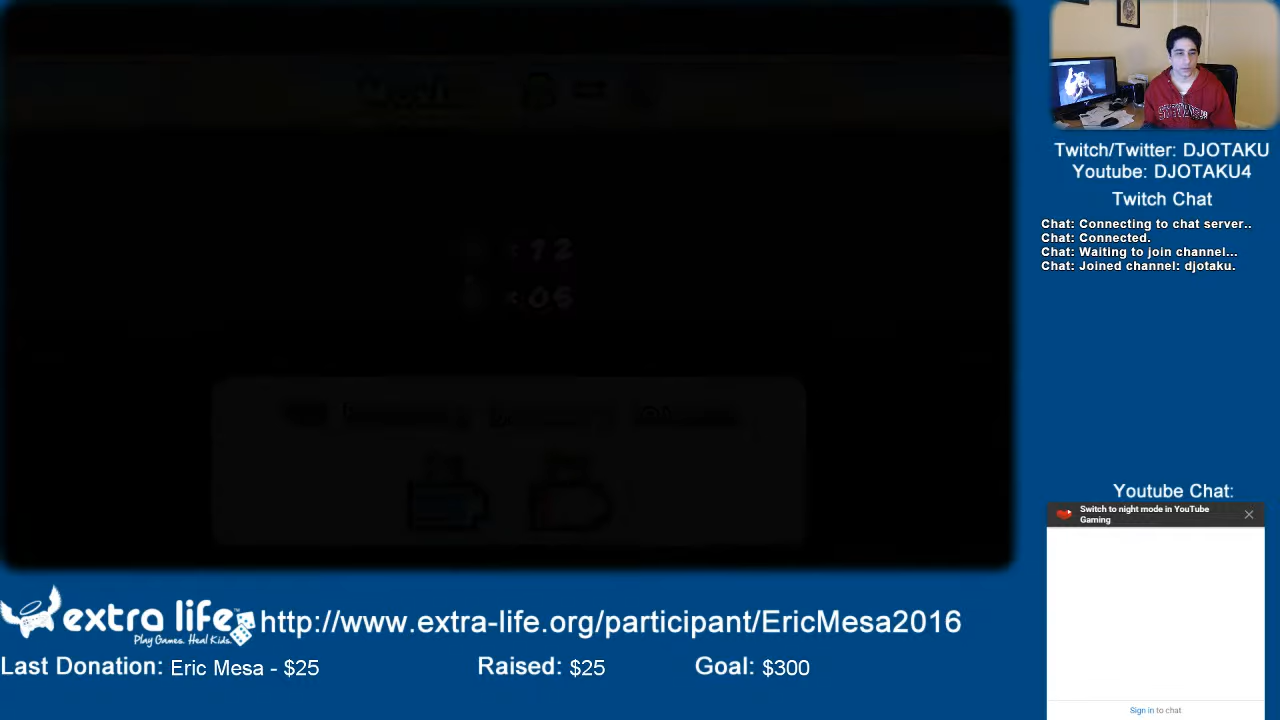 Twitch/Twitter: DJOTAKU
Youtube: DJOTAKU4
Twitch Chat
Chat: Connecting to chat server..
Chat: Connected.
Chat: Waiting to join channel...
Chat: Joined channel: djotaku.
Youtube Chat:
Switch to night mode in YouTube
Gaming
Sign in to chat
extra life
Play Games. Heal Kids.
http://www.extra-life.org/participant/EricMesa2016
Last Donation: Eric Mesa - $25
Raised: $25
Goal: $300